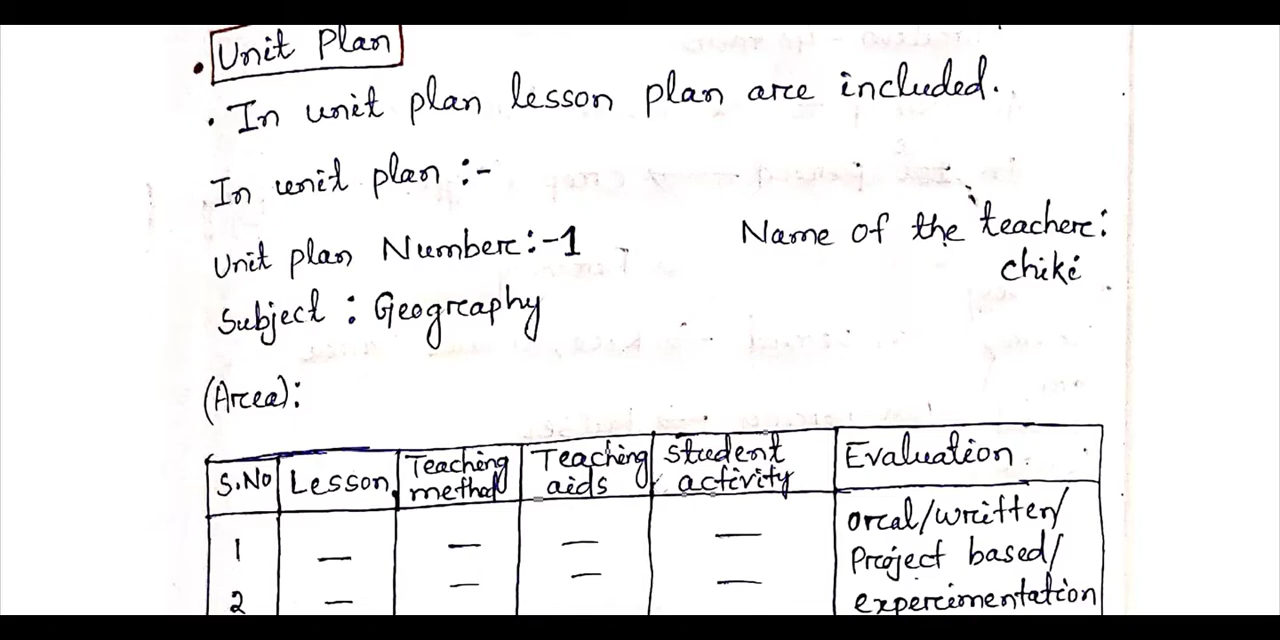 • Unit Plan
• In unit plan lesson plan are included.
In unit plan :-
Unit plan Number:-1
Name of the teacher:
chiki
Subject : Geography
(Area):
S.No Lesson Teaching method Teaching aids Student activity Evaluation
1 — — — — oral/written/
Project based/
2 — — — — experimentation